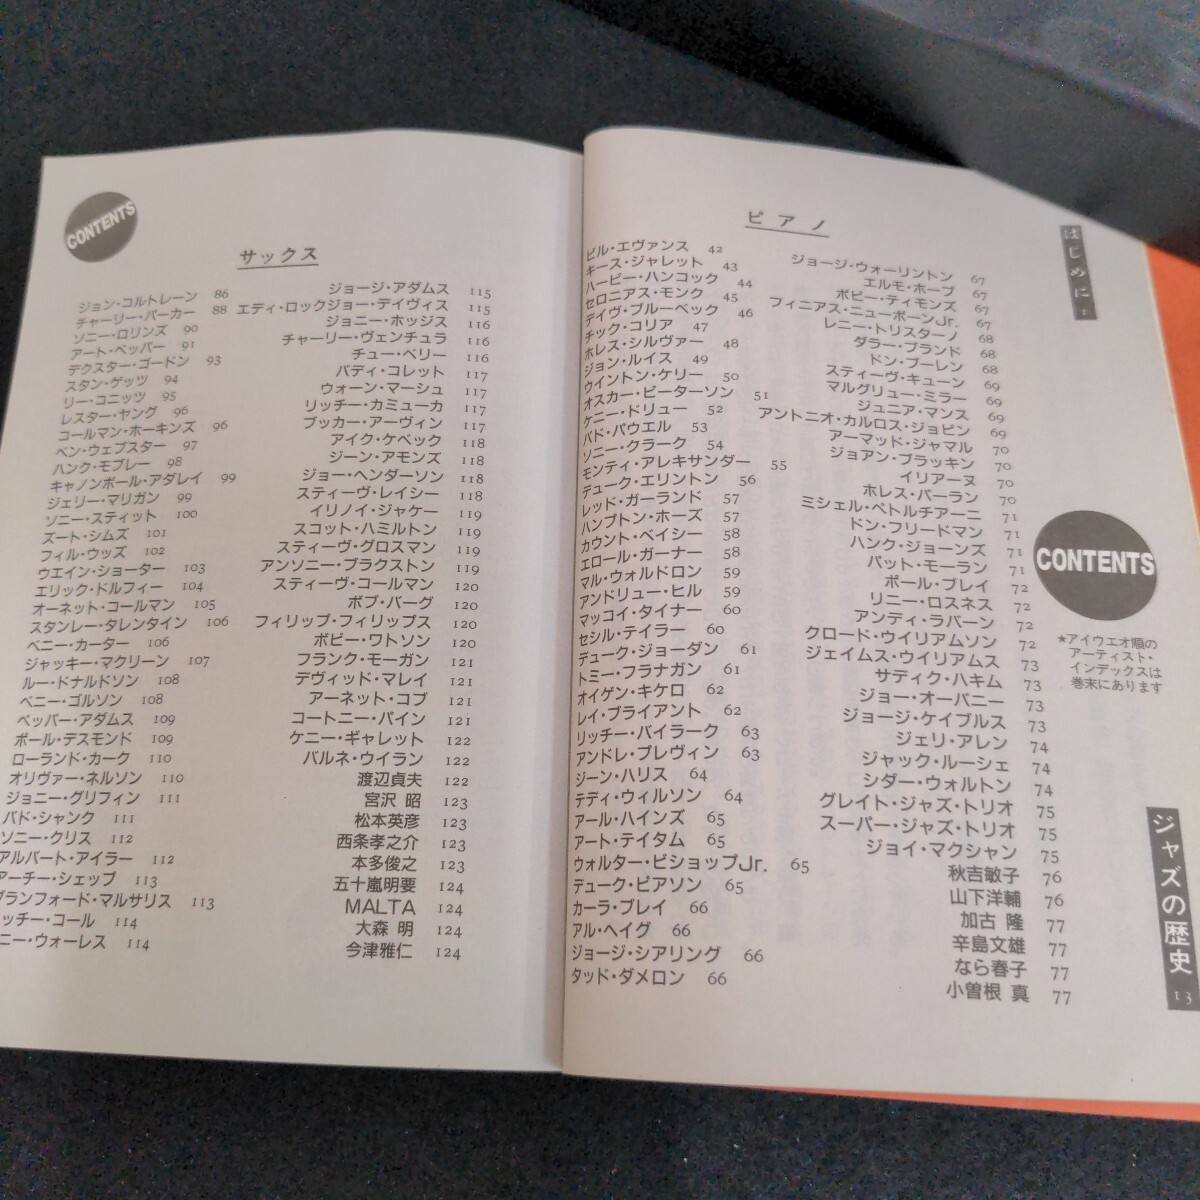 CONTENTS
サックス
ジョン・コルトレーン 86
チャーリー・パーカー 88
ソニー・ロリンズ 90
アート・ペッパー 91
デクスター・ゴードン 93
スタン・ゲッツ 94
リー・コニッツ 95
レスター・ヤング 96
コールマン・ホーキンズ 96
ベン・ウェブスター 97
ハンク・モブレー 98
キャノンボール・アダレイ 99
ジェリー・マリガン 99
ソニー・スティット 100
ズート・シムズ 101
フィル・ウッズ 102
ウエイン・ショーター 103
エリック・ドルフィー 104
オーネット・コールマン 105
スタンレー・タレンタイン 106
ベニー・カーター 106
ジャッキー・マクリーン 107
ルー・ドナルドソン 108
ベニー・ゴルソン 108
ペッパー・アダムス 109
ポール・デスモンド 109
ローランド・カーク 110
オリヴァー・ネルソン 110
ジョニー・グリフィン 111
バド・シャンク 111
ソニー・クリス 112
アルバート・アイラー 112
アーチー・シェップ 113
ブランフォード・マルサリス 113
ッチー・コール 114
ニー・ウォーレス 114
ジョージ・アダムス 115
エディ・ロックジョー・デイヴィス 115
ジョニー・ホッジス 116
チャーリー・ヴェンチュラ 116
チュー・ベリー 116
バディ・コレット 117
ウォーン・マーシュ 117
リッチー・カミューカ 117
ブッカー・アーヴィン 117
アイク・ケベック 118
ジーン・アモンズ 118
ジョー・ヘンダーソン 118
スティーヴ・レイシー 118
イリノイ・ジャケー 119
スコット・ハミルトン 119
スティーヴ・グロスマン 119
アンソニー・ブラクストン 119
スティーヴ・コールマン 120
ボブ・バーグ 120
フィリップ・フィリップス 120
ボビー・ワトソン 120
フランク・モーガン 121
デヴィッド・マレイ 121
アーネット・コブ 121
コートニー・パイン 121
ケニー・ギャレット 122
バルネ・ウイラン 122
渡辺貞夫 122
宮沢 昭 123
松本英彦 123
西条孝之介 123
本多俊之 123
五十嵐明要 124
MALTA 124
大森 明 124
今津雅仁 124
ピアノ
ビル・エヴァンス 42
キース・ジャレット 43
ハービー・ハンコック 44
セロニアス・モンク 45
デイヴ・ブルーベック 46
チック・コリア 47
ホレス・シルヴァー 48
ジョン・ルイス 49
ウイントン・ケリー 50
オスカー・ピーターソン 51
ケニー・ドリュー 52
バド・パウエル 53
ソニー・クラーク 54
モンティ・アレキサンダー 55
デューク・エリントン 56
レッド・ガーランド 57
ハンプトン・ホーズ 57
カウント・ベイシー 58
エロール・ガーナー 58
マル・ウォルドロン 59
アンドリュー・ヒル 59
マッコイ・タイナー 60
セシル・テイラー 60
デューク・ジョーダン 61
トミー・フラナガン 61
オイゲン・キケロ 62
レイ・ブライアント 62
リッチー・バイラーク 63
アンドレ・プレヴィン 63
ジーン・ハリス 64
テディ・ウィルソン 64
アール・ハインズ 65
アート・テイタム 65
ウォルター・ビショップJr. 65
デューク・ピアソン 65
カーラ・ブレイ 66
アル・ヘイグ 66
ジョージ・シアリング 66
タッド・ダメロン 66
ジョージ・ウォーリントン 67
エルモ・ホープ 67
ボビー・ティモンズ 67
フィニアス・ニューボーンJr. 67
レニー・トリスターノ 68
ダラー・ブランド 68
ドン・プーレン 68
スティーヴ・キューン 69
マルグリュー・ミラー 69
ジュニア・マンス 69
アントニオ・カルロス・ジョビン 69
アーマッド・ジャマル 70
ジョアン・ブラッキン 70
イリアーヌ 70
ホレス・パーラン 70
ミシェル・ペトルチアーニ 71
ドン・フリードマン 71
ハンク・ジョーンズ 71
パット・モーラン 71
ポール・ブレイ 72
リニー・ロスネス 72
アンディ・ラバーン 72
クロード・ウイリアムソン 72
ジェイムス・ウイリアムス 73
サディク・ハキム 73
ジョー・オーバニー 73
ジョージ・ケイブルス 73
ジェリ・アレン 74
ジャック・ルーシェ 74
シダー・ウォルトン 74
グレイト・ジャズ・トリオ 75
スーパー・ジャズ・トリオ 75
ジョイ・マクシャン 75
秋吉敏子 76
山下洋輔 76
加古 隆 77
辛島文雄 77
なら春子 77
小曽根 真 77
はじめに 1
CONTENTS
★アイウエオ順の
アーティスト・
インデックスは
巻末にあります
ジャズの歴史 13